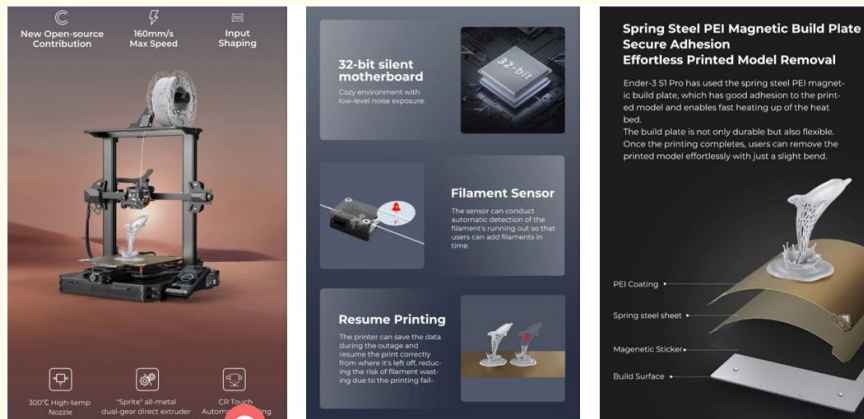 New Open-source
Contribution
160mm/s
Max Speed
Input
Shaping
300℃ High-temp
Nozzle
"Sprite" all-metal
dual-gear direct extruder
CR Touch
32-bit silent
motherboard
Cozy environment with
low-level noise exposure.
32-bit
Filament Sensor
The sensor can conduct
automatic detection of the
filament's running out so that
users can add filaments in
time.
Resume Printing
The printer can save the data
during the outage and
resume the print correctly
from where it's left off, reduc-
ing the risk of filament wast-
ing due to the printing fail-
Spring Steel PEI Magnetic Build Plate
Secure Adhesion
Effortless Printed Model Removal
Ender-3 S1 Pro has used the spring steel PEI magnet-
ic build plate, which has good adhesion to the print-
ed model and enables fast heating up of the heat
bed.
The build plate is not only durable but also flexible.
Once the printing completes, users can remove the
printed model effortlessly with just a slight bend.
PEI Coating
Spring steel sheet
Magenetic Sticker
Build Surface